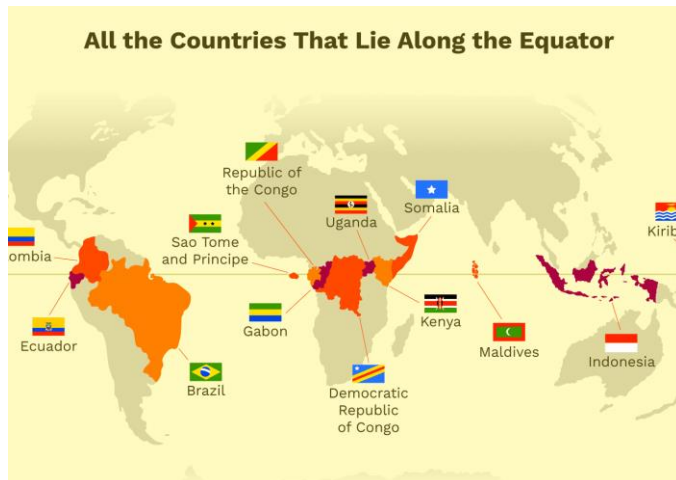 All the Countries That Lie Along the Equator
Republic of
the Congo
Uganda
Somalia
Sao Tome
and Principe
ombia
Kirib
Ecuador
Gabon
Kenya
Maldives
Indonesia
Brazil
Democratic
Republic
of Congo